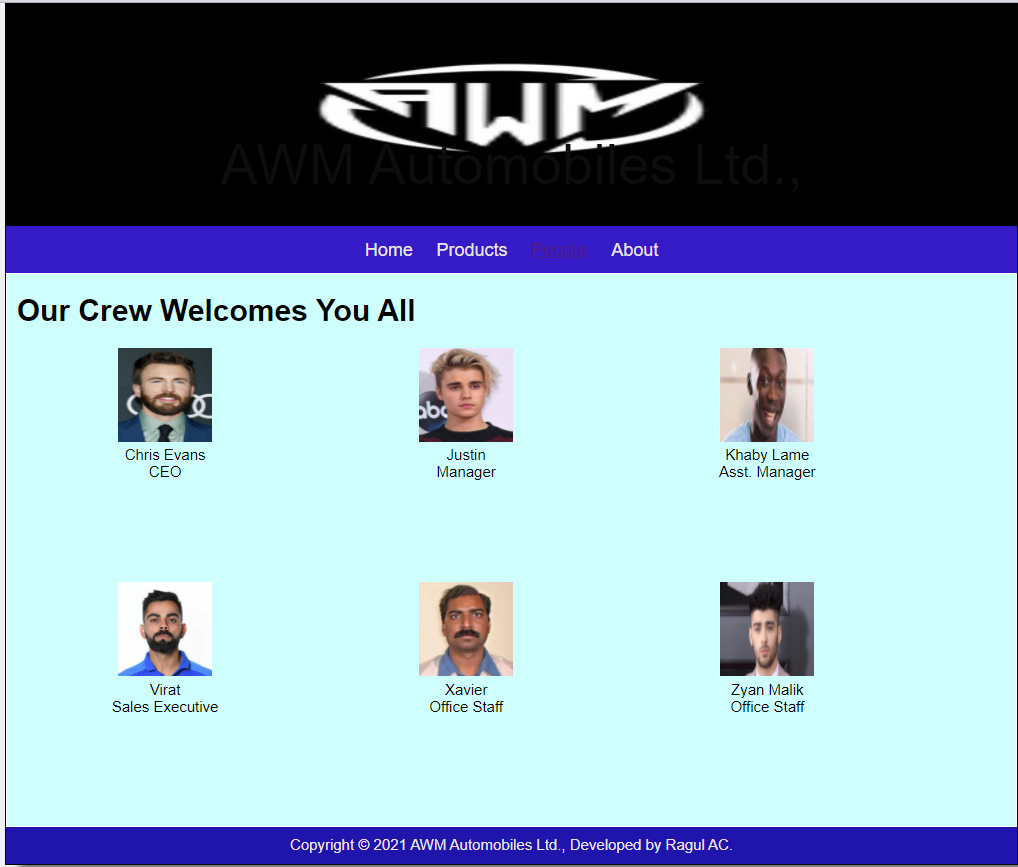 AWM
AWM Automobiles Ltd.,
Home Products People About
Our Crew Welcomes You All
abc
Chris Evans
CEO
Justin
Manager
Khaby Lame
Asst. Manager
Virat
Sales Executive
Xavier
Office Staff
Zyan Malik
Office Staff
Copyright © 2021 AWM Automobiles Ltd., Developed by Ragul AC.